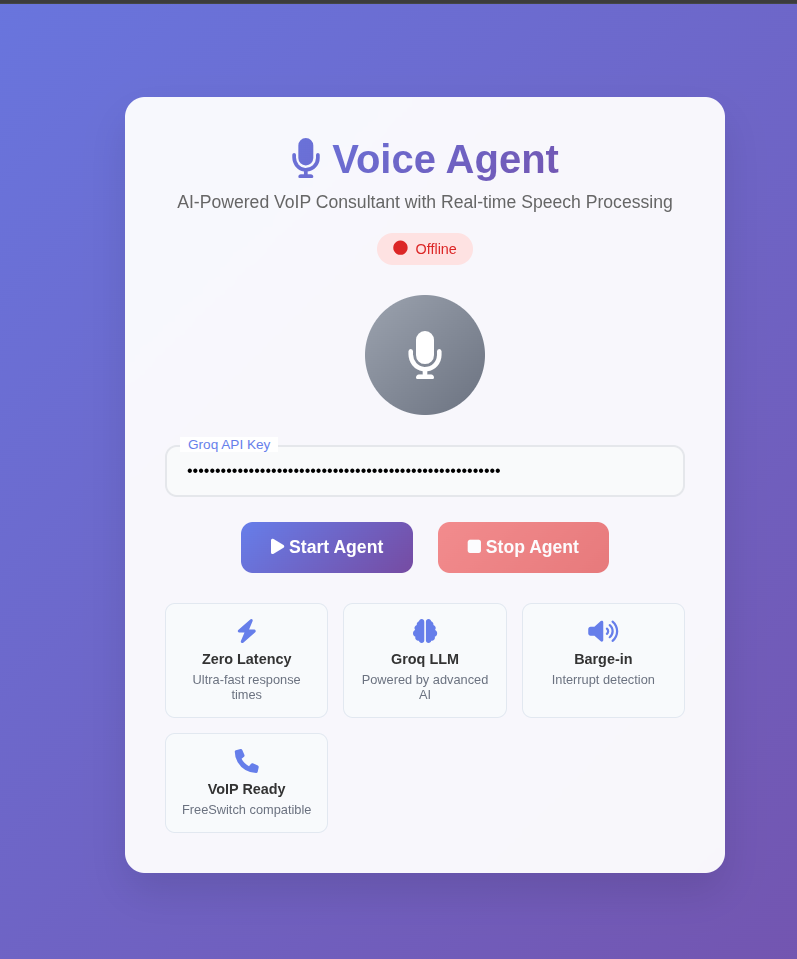 Voice Agent
AI-Powered VoIP Consultant with Real-time Speech Processing
Offline
Groq API Key
••••••••••••••••••••••••••••••••••••••••••••••••••••••••
Start Agent
Stop Agent
Zero Latency
Ultra-fast response
times
Groq LLM
Powered by advanced
AI
Barge-in
Interrupt detection
VoIP Ready
FreeSwitch compatible